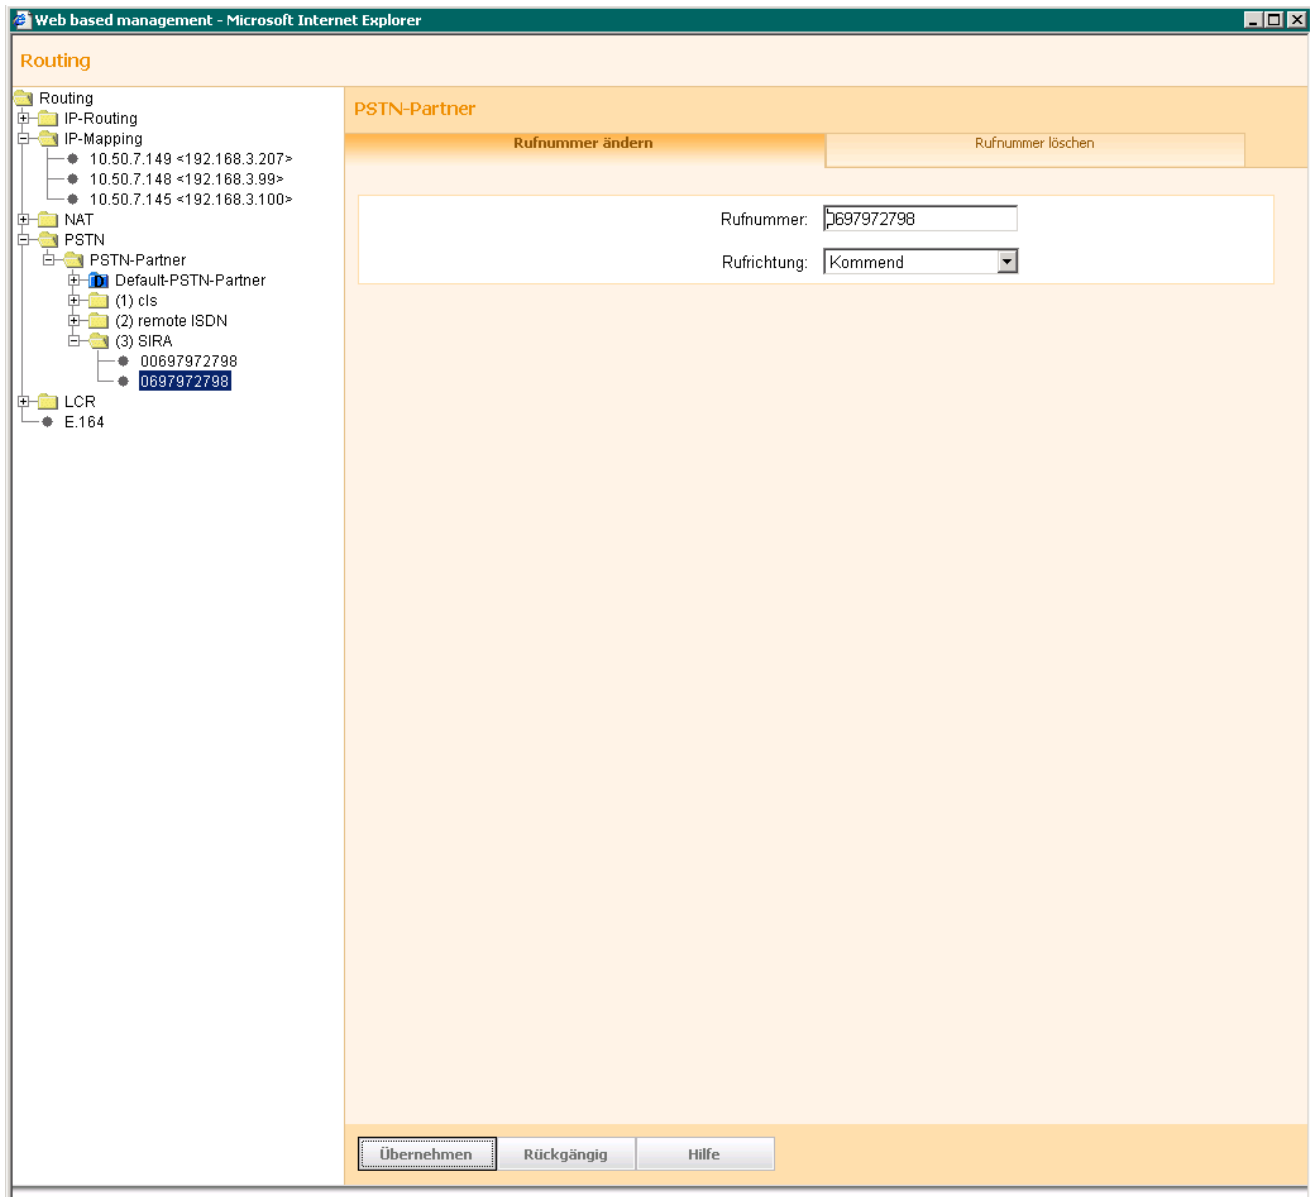 Web based management - Microsoft Internet Explorer
Routing
Routing
IP-Routing
IP-Mapping
10.50.7.149 <192.168.3.207>
10.50.7.148 <192.168.3.99>
10.50.7.145 <192.168.3.100>
NAT
PSTN
PSTN-Partner
Default-PSTN-Partner
(1) cls
(2) remote ISDN
(3) SIRA
00697972798
0697972798
LCR
E.164
PSTN-Partner
Rufnummer ändern
Rufnummer löschen
Rufnummer: 0697972798
Rufrichtung: Kommend
Übernehmen Rückgängig Hilfe